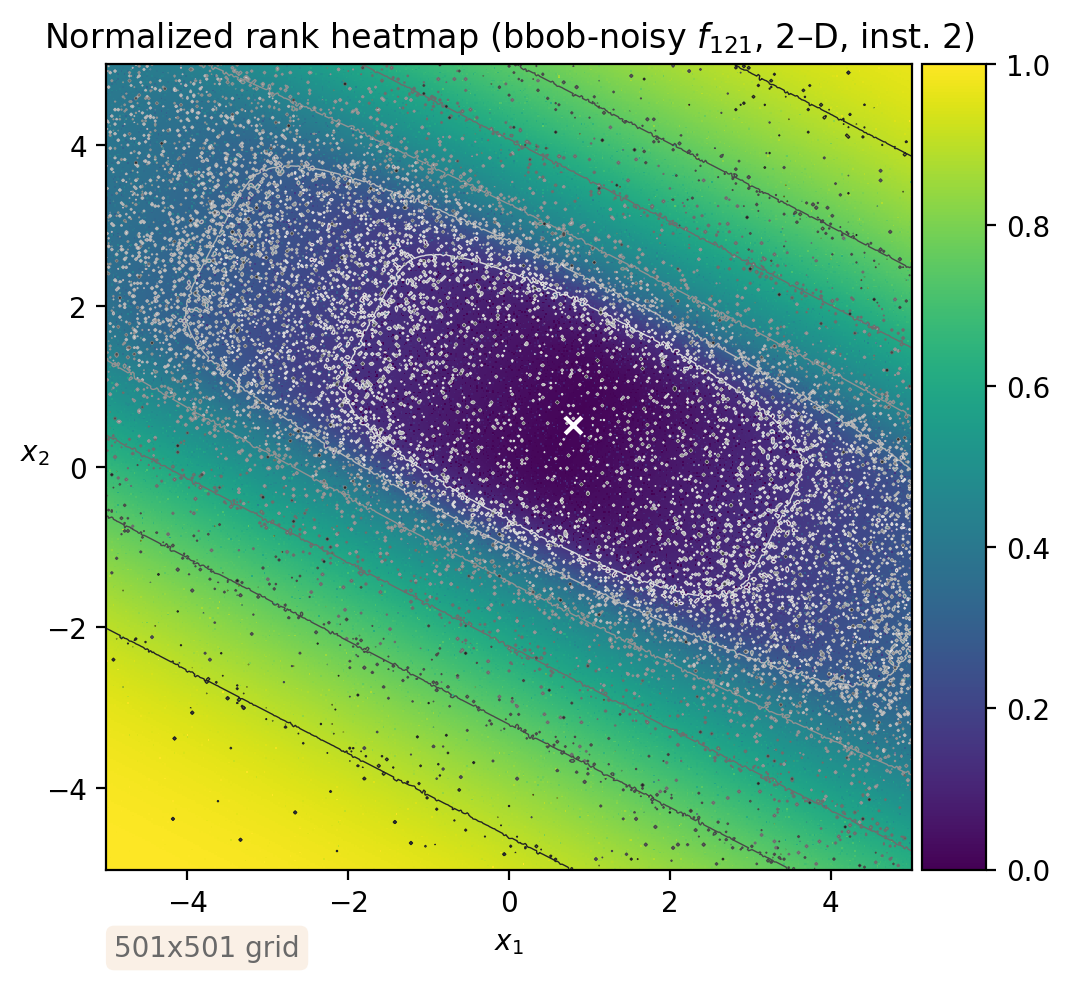 Normalized rank heatmap (bbob-noisy f₁₂₁, 2–D, inst. 2)
1.0
0.8
0.6
0.4
0.2
0.0
4
2
0
−2
−4
x₂
−4 −2 0 2 4
x₁
501x501 grid